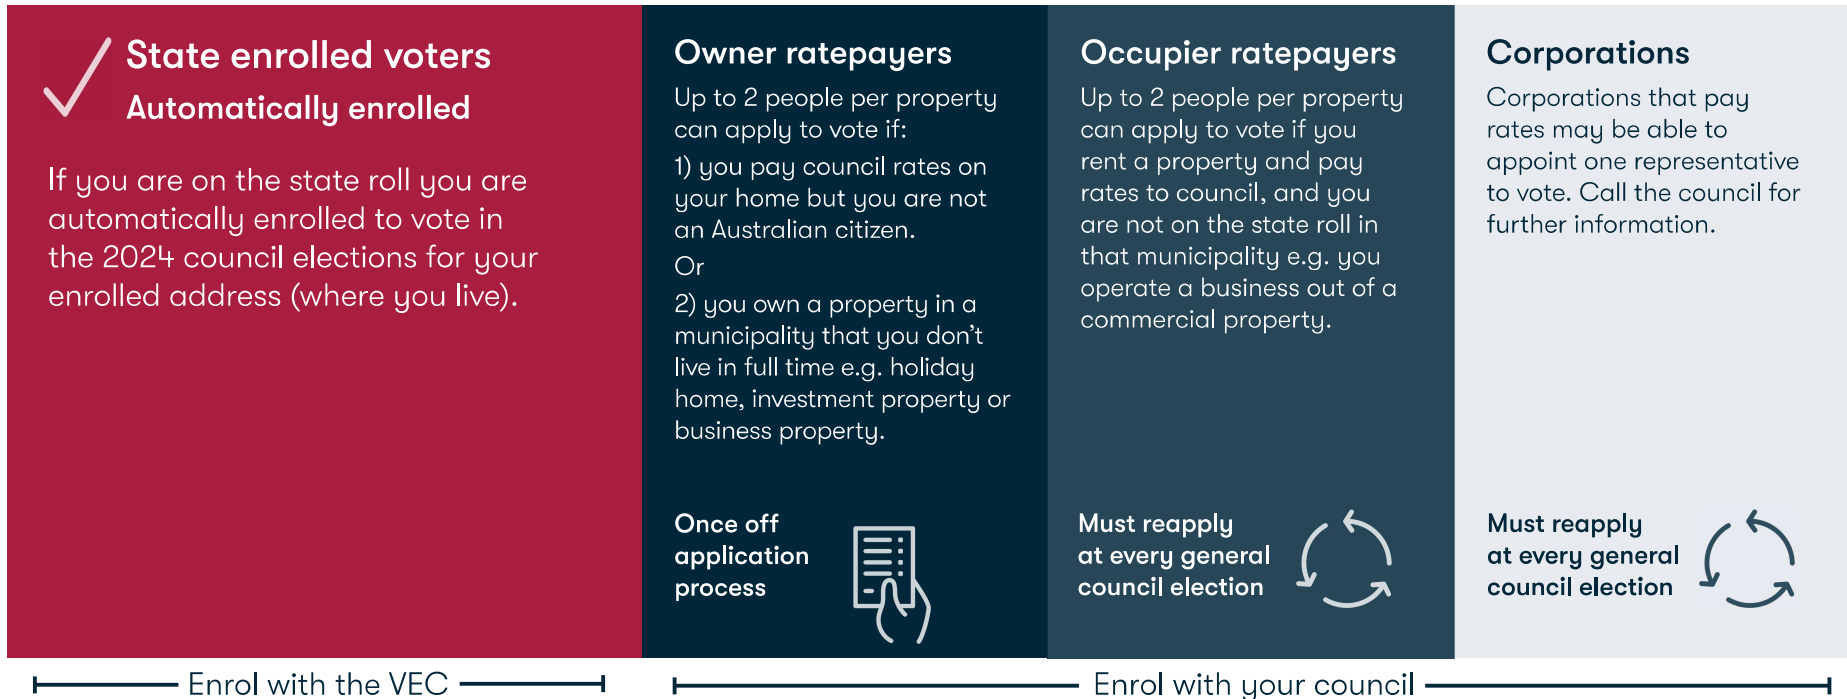 State enrolled voters
Automatically enrolled
If you are on the state roll you are
automatically enrolled to vote in
the 2024 council elections for your
enrolled address (where you live).
Owner ratepayers
Up to 2 people per property
can apply to vote if:
1) you pay council rates on
your home but you are not
an Australian citizen.
Or
2) you own a property in a
municipality that you don’t
live in full time e.g. holiday
home, investment property or
business property.
Once off
application
process
Occupier ratepayers
Up to 2 people per property
can apply to vote if you
rent a property and pay
rates to council, and you
are not on the state roll in
that municipality e.g. you
operate a business out of a
commercial property.
Must reapply
at every general
council election
Corporations
Corporations that pay
rates may be able to
appoint one representative
to vote. Call the council for
further information.
Must reapply
at every general
council election
Enrol with the VEC
Enrol with your council